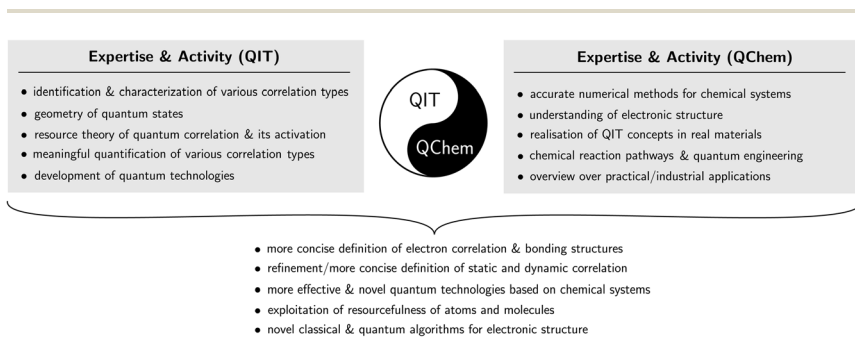 Expertise & Activity (QIT)
• identification & characterization of various correlation types
• geometry of quantum states
• resource theory of quantum correlation & its activation
• meaningful quantification of various correlation types
• development of quantum technologies
QIT
QChem
Expertise & Activity (QChem)
• accurate numerical methods for chemical systems
• understanding of electronic structure
• realisation of QIT concepts in real materials
• chemical reaction pathways & quantum engineering
• overview over practical/industrial applications
• more concise definition of electron correlation & bonding structures
• refinement/more concise definition of static and dynamic correlation
• more effective & novel quantum technologies based on chemical systems
• exploitation of resourcefulness of atoms and molecules
• novel classical & quantum algorithms for electronic structure